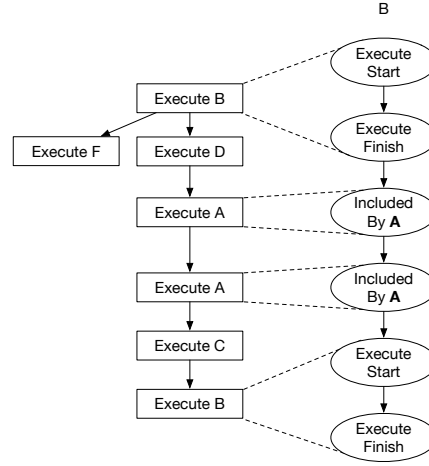 B
Execute
Start
Execute B
Execute
Finish
Execute F
Execute D
Execute A
Included
By A
Execute A
Included
By A
Execute C
Execute
Start
Execute B
Execute
Finish